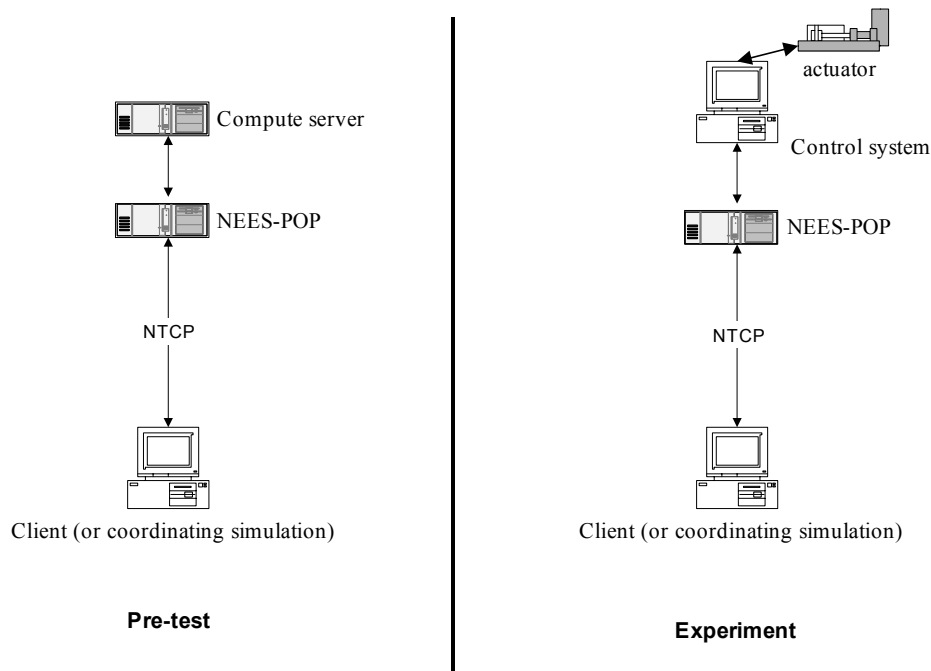 Compute server
NEES-POP
NTCP
Client (or coordinating simulation)
Pre-test
actuator
Control system
NEES-POP
NTCP
Client (or coordinating simulation)
Experiment